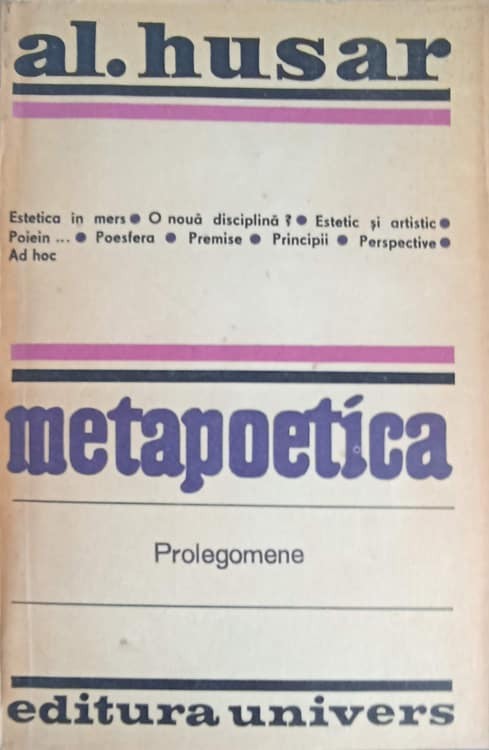 al. husar
Estetica în mers ● O nouă disciplină ? ● Estetic şi artistic ●
Poiein ... ● Poesfera ● Premise ● Principii ● Perspective ●
Ad hoc
metapoetica
Prolegomene
editura univers